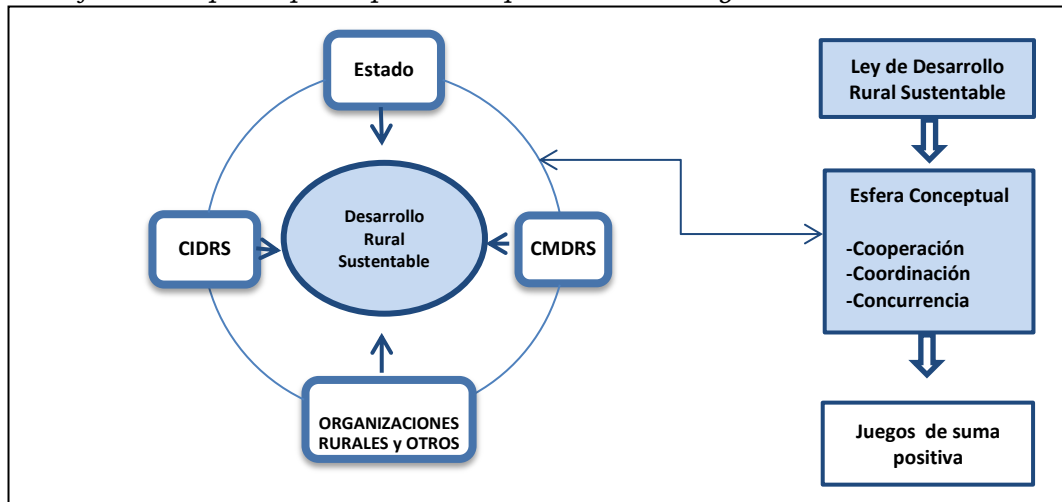 Estado
CIDRS
Desarrollo
Rural
Sustentable
CMDRS
ORGANIZACIONES
RURALES y OTROS
Ley de Desarrollo
Rural Sustentable
Esfera Conceptual
-Cooperación
-Coordinación
-Concurrencia
Juegos de suma
positiva